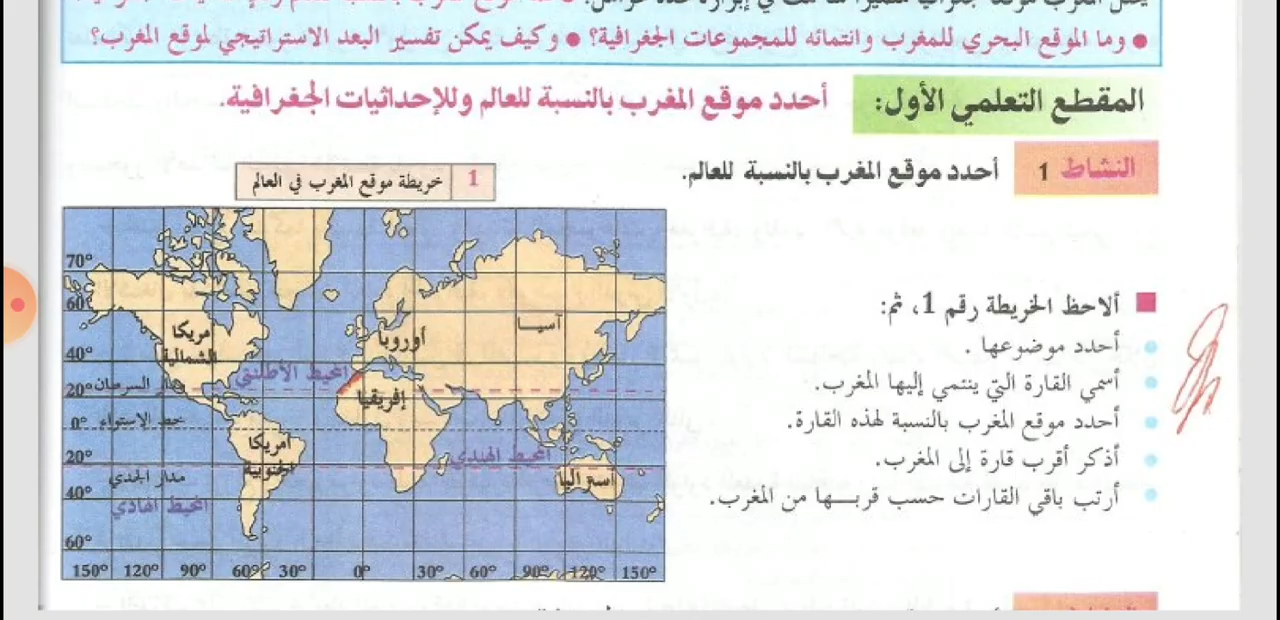 ● وما الموقع البحري للمغرب وانتمائه للمجموعات الجغرافية؟ ● وكيف يمكن تفسير البعد الاستراتيجي لموقع المغرب؟
المقطع التعلمي الأول: أحدد موقع المغرب بالنسبة للعالم وللإحداثيات الجغرافية.
النشاط 1 أحدد موقع المغرب بالنسبة للعالم.
1 خريطة موقع المغرب في العالم
■ ألاحظ الخريطة رقم 1، ثم:
أحدد موضوعها .
أسمي القارة التي ينتمي إليها المغرب.
أحدد موقع المغرب بالنسبة لهذه القارة.
أذكر أقرب قارة إلى المغرب.
أرتب باقي القارات حسب قربـــها من المغرب.
70°
60
40°
20°
0°
20°
40°
60°
مريكا
الشمالية
أوروبا
آسيــا
المحيط الأطلنتي
إفريقيا
مدار السرطان
خط الاستواء
أمريكا
الجنوبية
المحيط الهندي
أستراليا
مدار الجدي
المحيط الهادي
150° 120° 90° 60° 30° 0° 30° 60° 90° 120° 150°